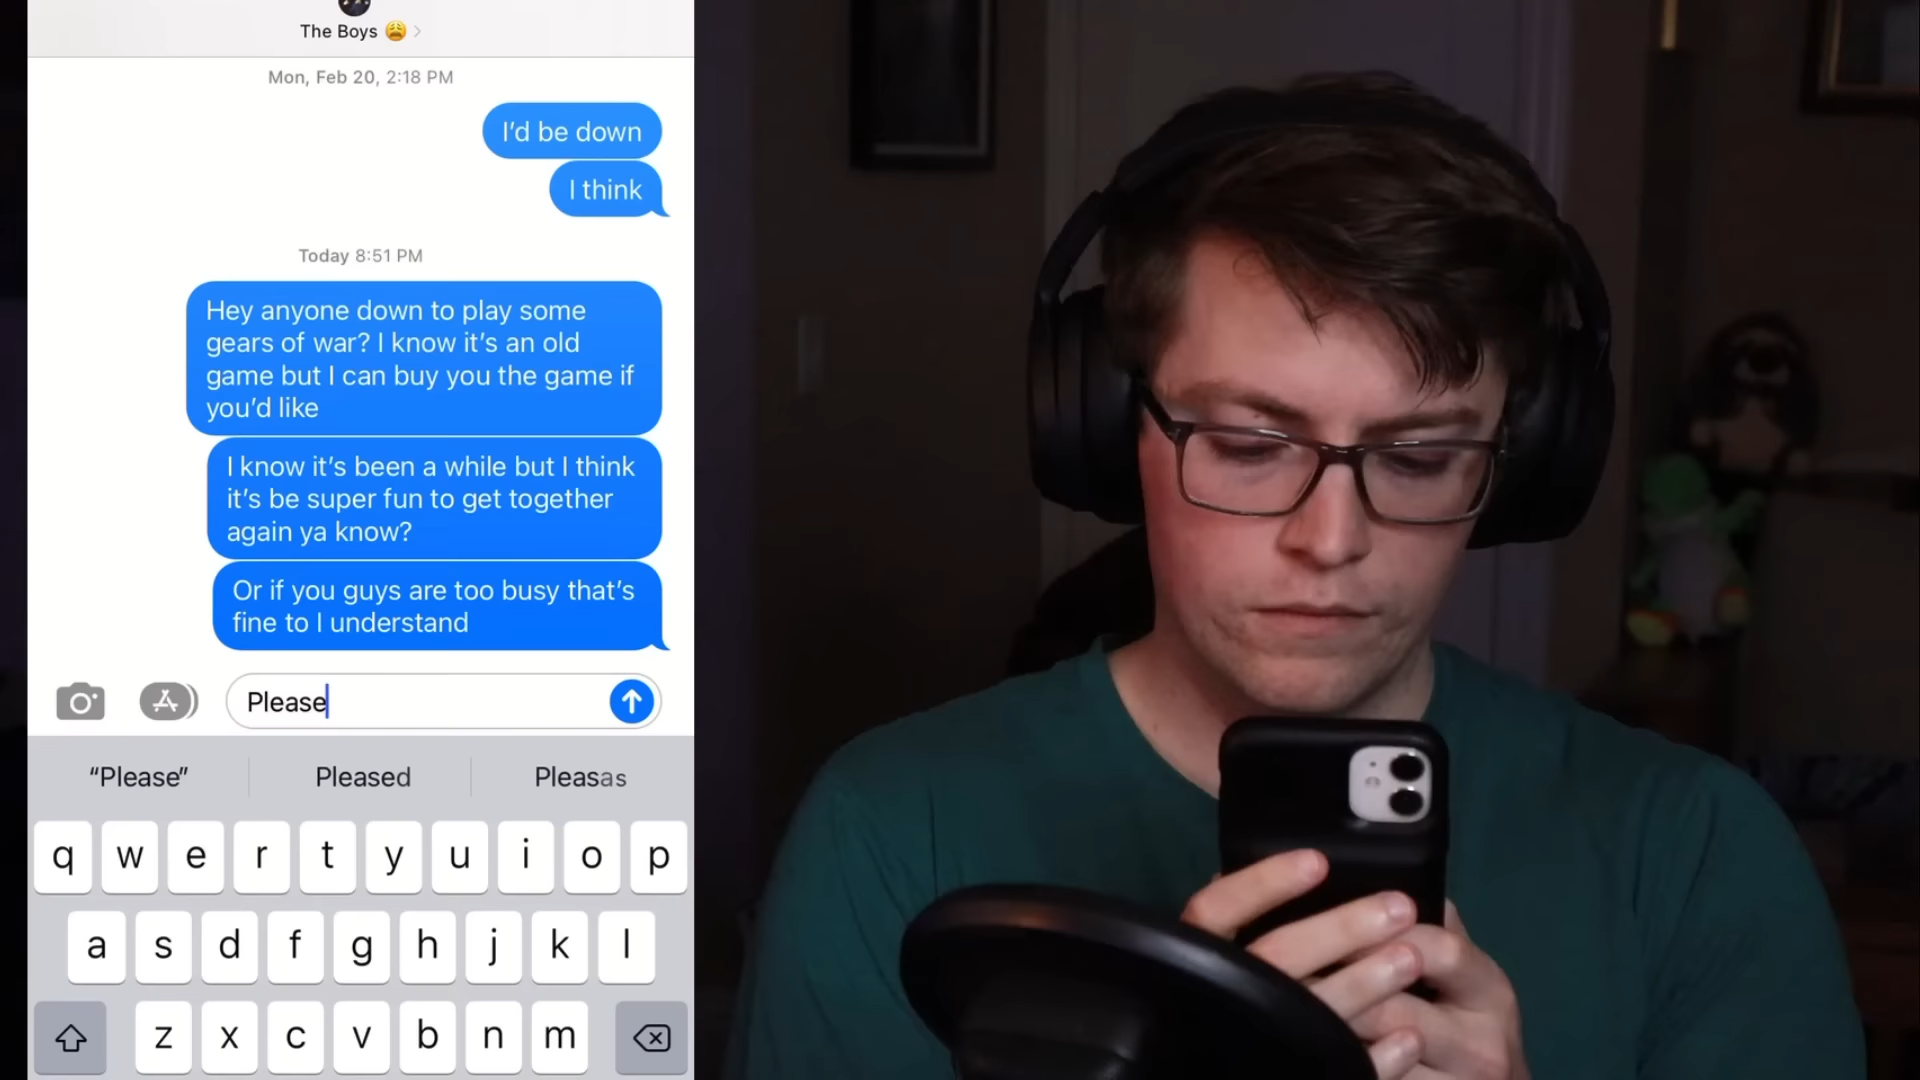 The Boys 😩
Mon, Feb 20, 2:18 PM
I'd be down
I think
Today 8:51 PM
Hey anyone down to play some
gears of war? I know it's an old
game but I can buy you the game if
you'd like
I know it's been a while but I think
it's be super fun to get together
again ya know?
Or if you guys are too busy that's
fine to I understand
Please
“Please” Pleased Pleasas
q w e r t y u i o p
a s d f g h j k l
z x c v b n m